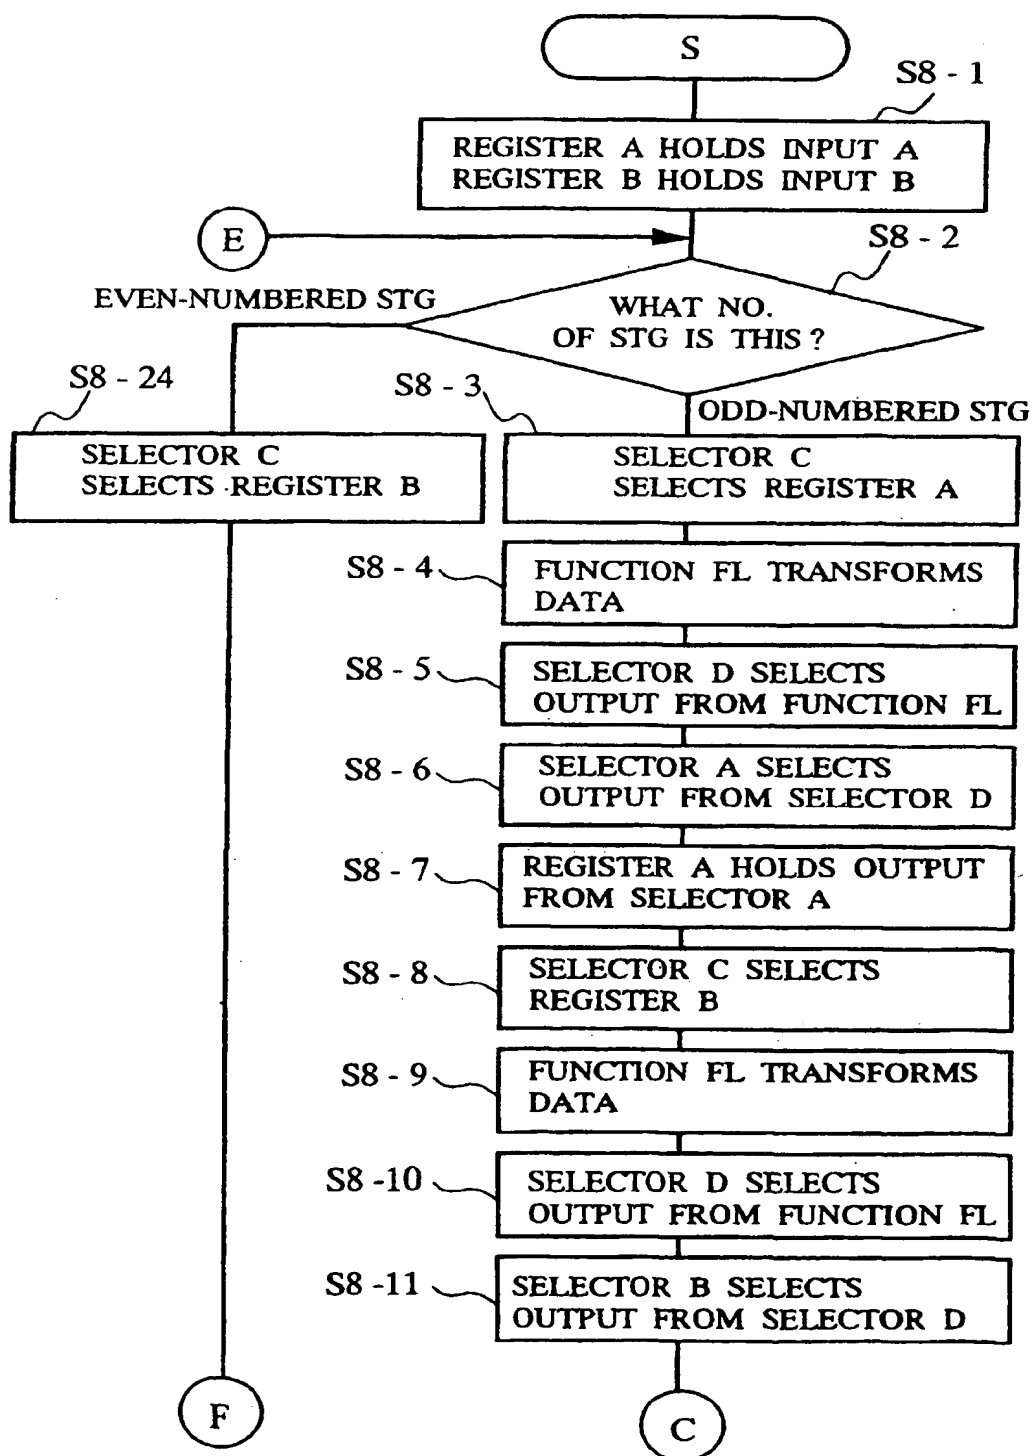 S
S8 - 1
REGISTER A HOLDS INPUT A
REGISTER B HOLDS INPUT B
E
S8 - 2
EVEN-NUMBERED STG
WHAT NO.
OF STG IS THIS ?
S8 - 24
S8 - 3
ODD-NUMBERED STG
SELECTOR C
SELECTS REGISTER B
SELECTOR C
SELECTS REGISTER A
S8 - 4
FUNCTION FL TRANSFORMS
DATA
S8 - 5
SELECTOR D SELECTS
OUTPUT FROM FUNCTION FL
S8 - 6
SELECTOR A SELECTS
OUTPUT FROM SELECTOR D
S8 - 7
REGISTER A HOLDS OUTPUT
FROM SELECTOR A
S8 - 8
SELECTOR C SELECTS
REGISTER B
S8 - 9
FUNCTION FL TRANSFORMS
DATA
S8 -10
SELECTOR D SELECTS
OUTPUT FROM FUNCTION FL
S8 -11
SELECTOR B SELECTS
OUTPUT FROM SELECTOR D
F
C